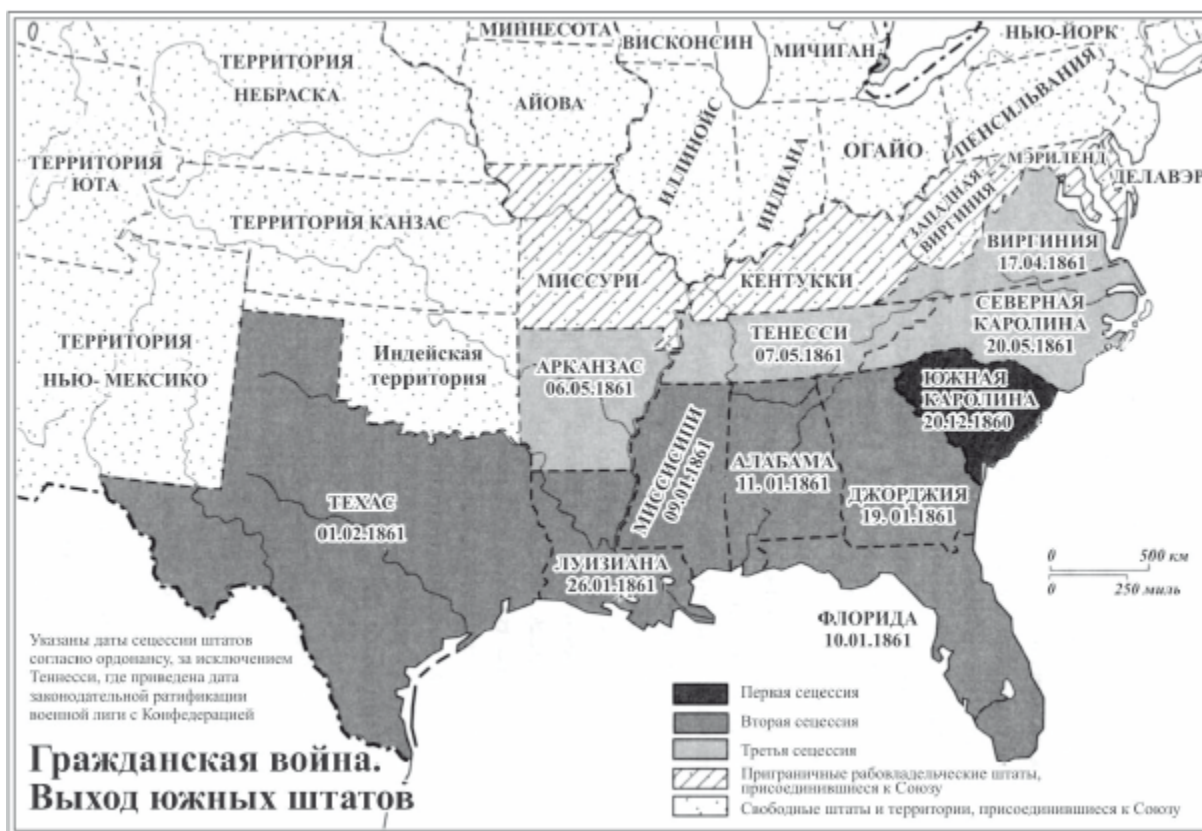 МИННЕСОТА
ВИСКОНСИН
МИЧИГАН
НЬЮ-ЙОРК
ТЕРРИТОРИЯ
НЕБРАСКА
АЙОВА
ИЛЛИНОЙС
ИНДИАНА
ОГАЙО
ПЕНСИЛЬВАНИЯ
МЭРИЛЕНД
ДЕЛАВЭР
ТЕРРИТОРИЯ
ЮТА
ТЕРРИТОРИЯ КАНЗАС
ЗАПАДНАЯ
ВИРГИНИЯ
ВИРГИНИЯ
17.04.1861
МИССУРИ
КЕНТУККИ
СЕВЕРНАЯ
КАРОЛИНА
20.05.1861
ТЕРРИТОРИЯ
НЬЮ- МЕКСИКО
Индейская
территория
АРКАНЗАС
06.05.1861
ТЕНЕССИ
07.05.1861
ЮЖНАЯ
КАРОЛИНА
20.12.1860
ТЕХАС
01.02.1861
МИССИСИПИ
09.01.1861
АЛАБАМА
11. 01.1861
ДЖОРДЖИЯ
19. 01.1861
ЛУИЗИАНА
26.01.1861
ФЛОРИДА
10.01.1861
0 500 км
0 250 миль
Указаны даты сецессии штатов
согласно ордонансу, за исключением
Теннесси, где приведена дата
законодательной ратификации
военной лиги с Конфедерацией
Гражданская война.
Выход южных штатов
Первая сецессия
Вторая сецессия
Третья сецессия
Приграничные рабовладельческие штаты,
присоединившиеся к Союзу
Свободные штаты и территории, присоединившиеся к Союзу